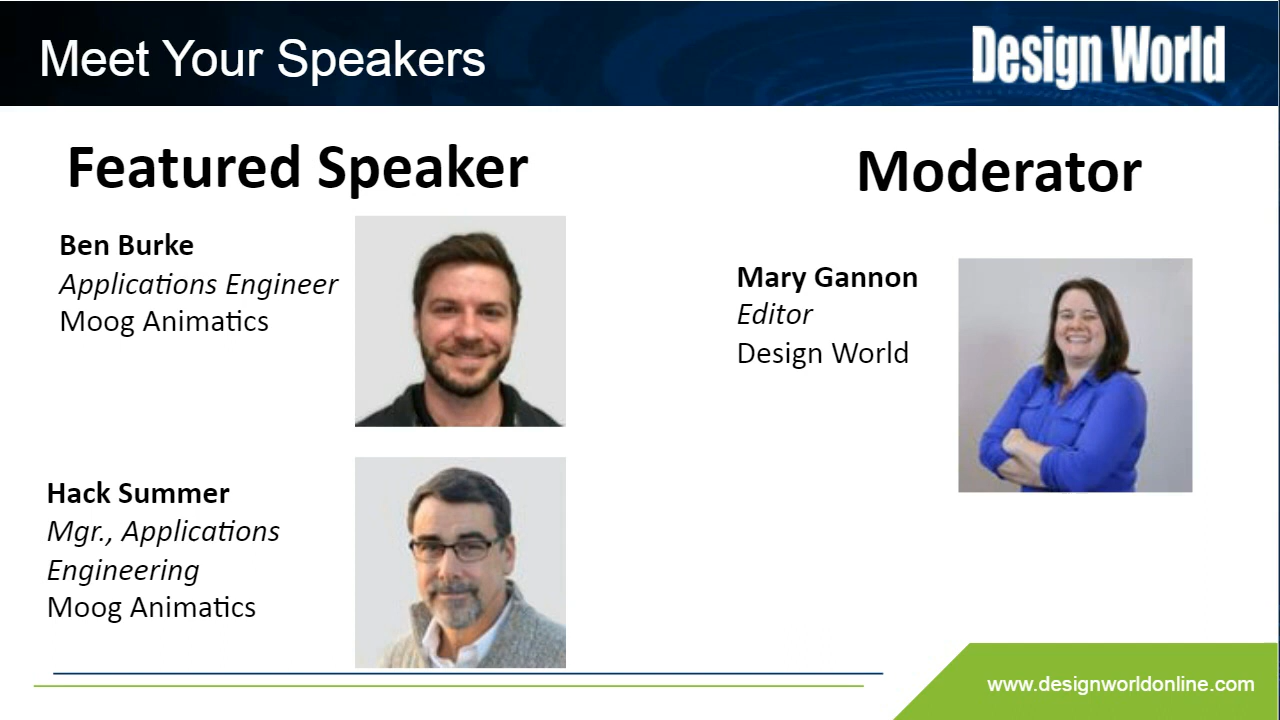 Meet Your Speakers
Design World
Featured Speaker
Moderator
Ben Burke
Applications Engineer
Moog Animatics
Mary Gannon
Editor
Design World
Hack Summer
Mgr., Applications
Engineering
Moog Animatics
www.designworldonline.com